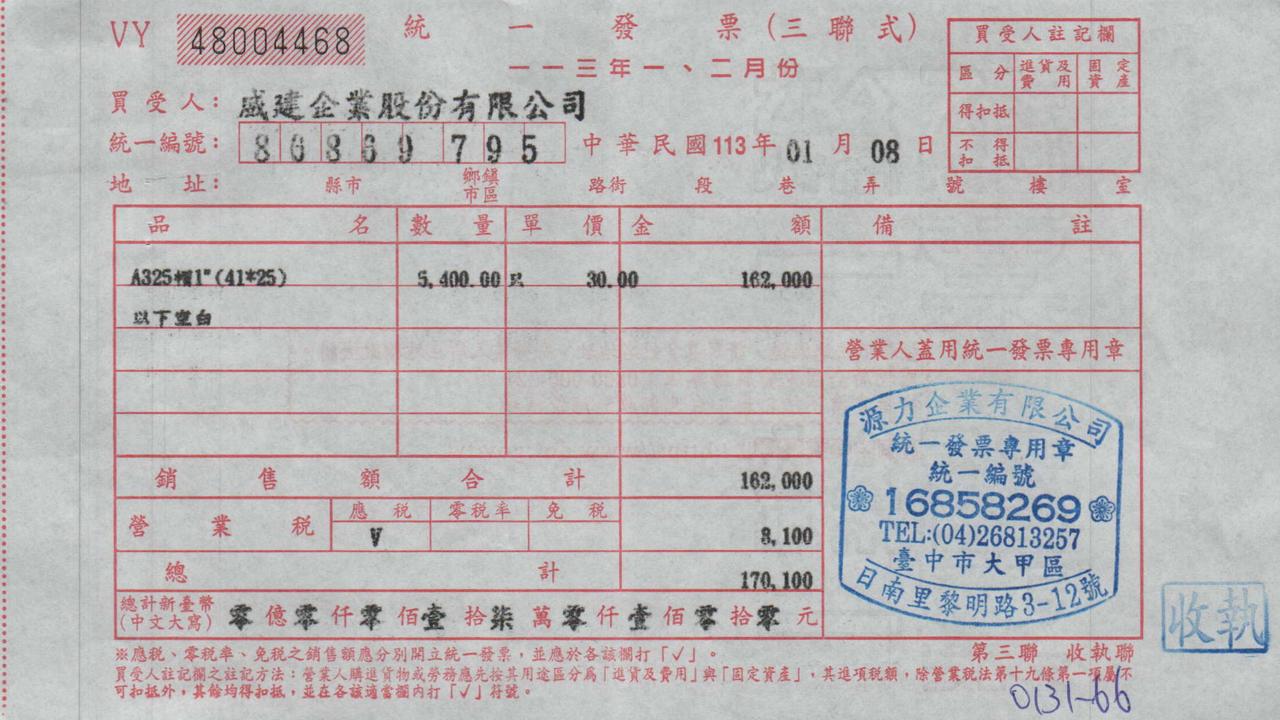 VY 48004468 統一發票(三聯式)
一一三年一、二月份
買受人: 盛建企業股份有限公司
統一編號: 80869795 中華民國113年01月08日
地址: 縣市 鄉鎮市區 路街 段 巷 弄 號 樓 室
買受人註記欄
區分 進貨及費用 固定資產
得扣抵
不得扣抵
品名 數量 單價 金額 備註
A325帽1"(41*25) 5,400.00 只 30.00 162,000
以下空白
營業人蓋用統一發票專用章
銷售額合計 162,000
營業稅 應稅 零稅率 免稅
V 8,100
總計 170,100
總計新臺幣(中文大寫) 零億零仟零佰壹拾柒萬零仟壹佰零拾零元
源力企業有限公司
統一發票專用章
統一編號
16858269
TEL:(04)26813257
臺中市大甲區
日南里黎明路3-12號
收執
※應稅、零稅率、免稅之銷售額應分別開立統一發票,並應於各該欄打「✓」。
第三聯 收執聯
買受人註記欄之註記方法:營業人購進貨物或勞務應先按其用途區分為「進貨及費用」與「固定資產」,其進項稅額,除營業稅法第十九條第一項屬不
可扣抵外,其餘均得扣抵,並在各該適當欄內打「✓」符號。
0131-66